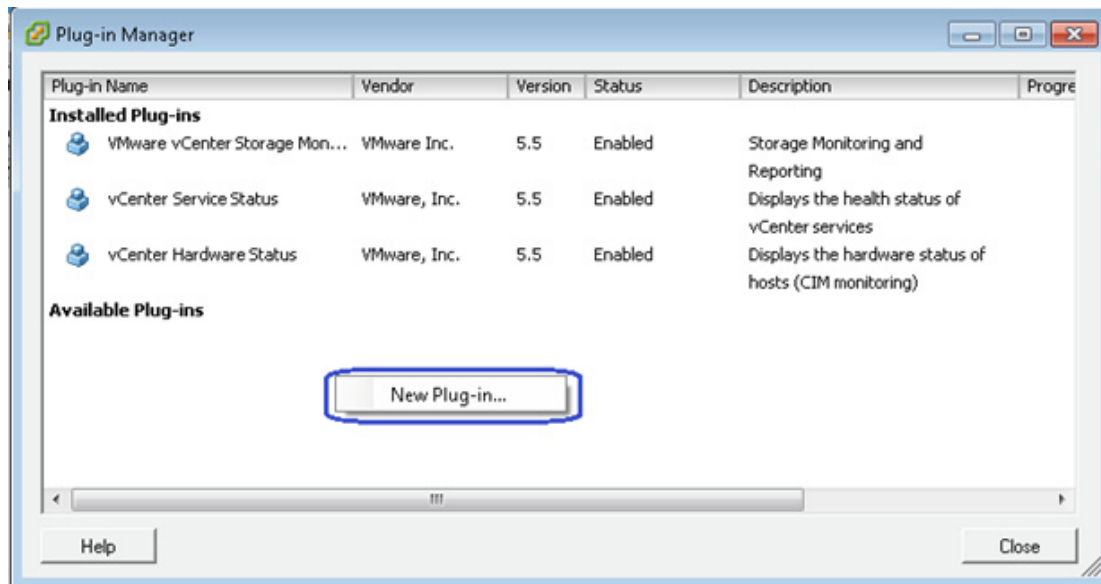 Plug-in Manager
Plug-in Name Vendor Version Status Description Progre
Installed Plug-ins
VMware vCenter Storage Mon... VMware Inc. 5.5 Enabled Storage Monitoring and
Reporting
vCenter Service Status VMware, Inc. 5.5 Enabled Displays the health status of
vCenter services
vCenter Hardware Status VMware, Inc. 5.5 Enabled Displays the hardware status of
hosts (CIM monitoring)
Available Plug-ins
New Plug-in...
Help Close